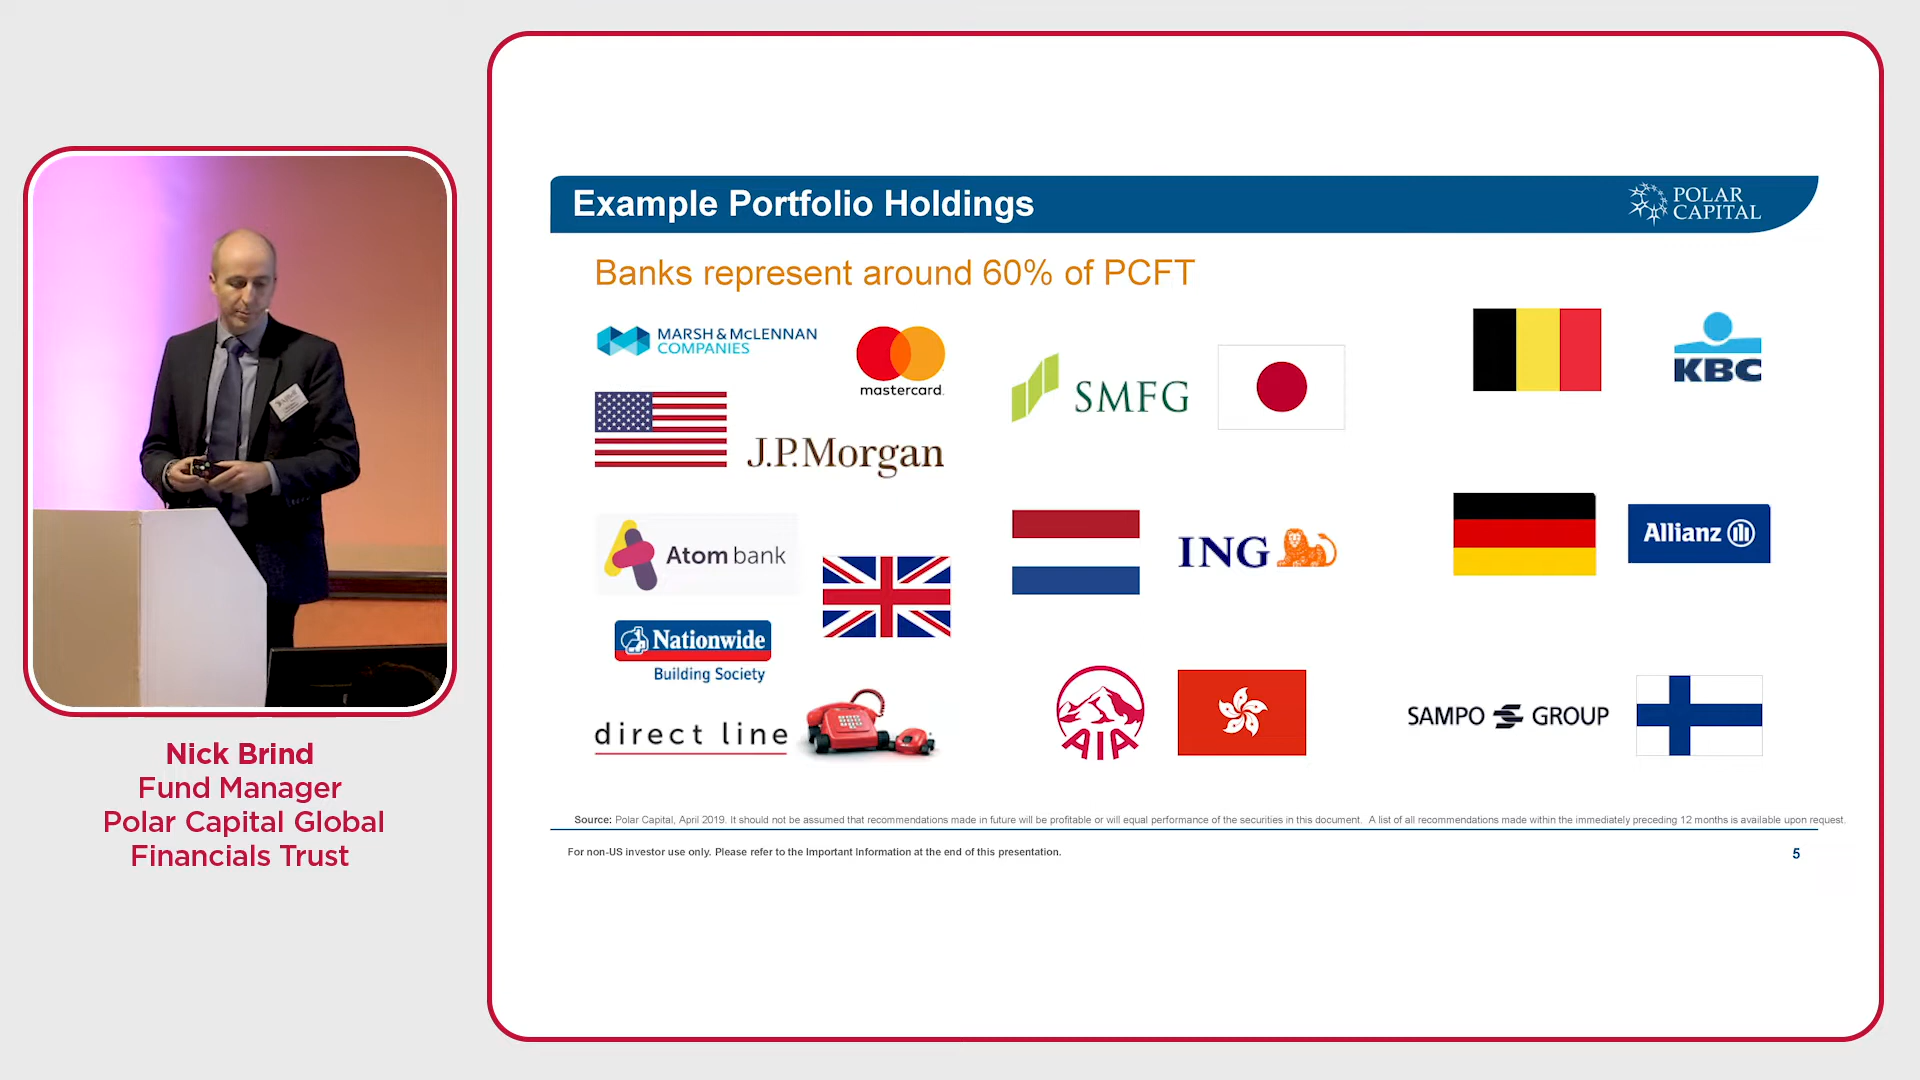 Nick Brind
Fund Manager
Polar Capital Global
Financials Trust
Example Portfolio Holdings
POLAR
CAPITAL
Banks represent around 60% of PCFT
MARSH & McLENNAN
COMPANIES
mastercard.
J.P.Morgan
SMFG
KBC
Atom bank
Nationwide
Building Society
direct line
ING
Allianz
AIA
SAMPO GROUP
Source: Polar Capital, April 2019. It should not be assumed that recommendations made in future will be profitable or will equal performance of the securities in this document. A list of all recommendations made within the immediately preceding 12 months is available upon request.
For non-US investor use only. Please refer to the Important Information at the end of this presentation.
5